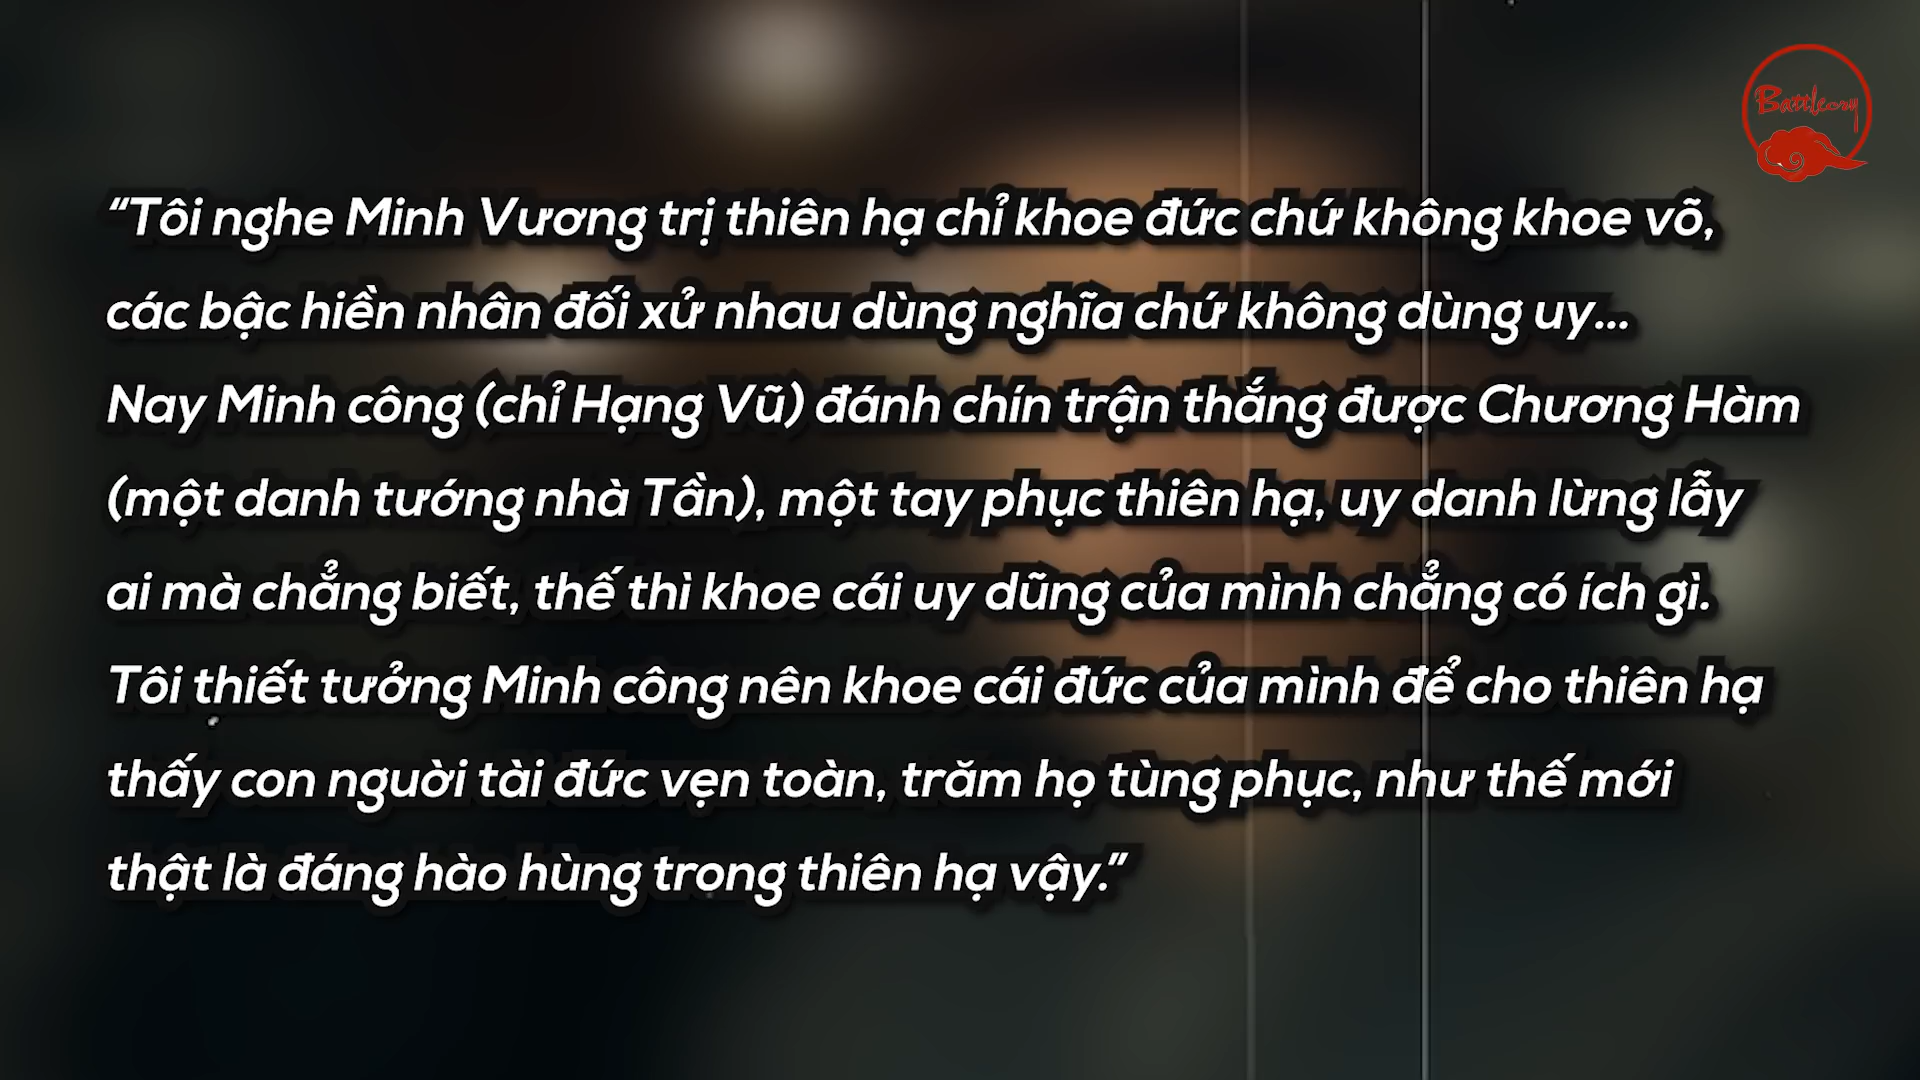 Battlecry
“Tôi nghe Minh Vương trị thiên hạ chỉ khoe đức chứ không khoe võ,
các bậc hiền nhân đối xử nhau dùng nghĩa chứ không dùng uy...
Nay Minh công (chỉ Hạng Vũ) đánh chín trận thắng được Chương Hàm
(một danh tướng nhà Tần), một tay phục thiên hạ, uy danh lừng lẫy
ai mà chẳng biết, thế thì khoe cái uy dũng của mình chẳng có ích gì.
Tôi thiết tưởng Minh công nên khoe cái đức của mình để cho thiên hạ
thấy con nguời tài đức vẹn toàn, trăm họ tùng phục, như thế mới
thật là đáng hào hùng trong thiên hạ vậy.”